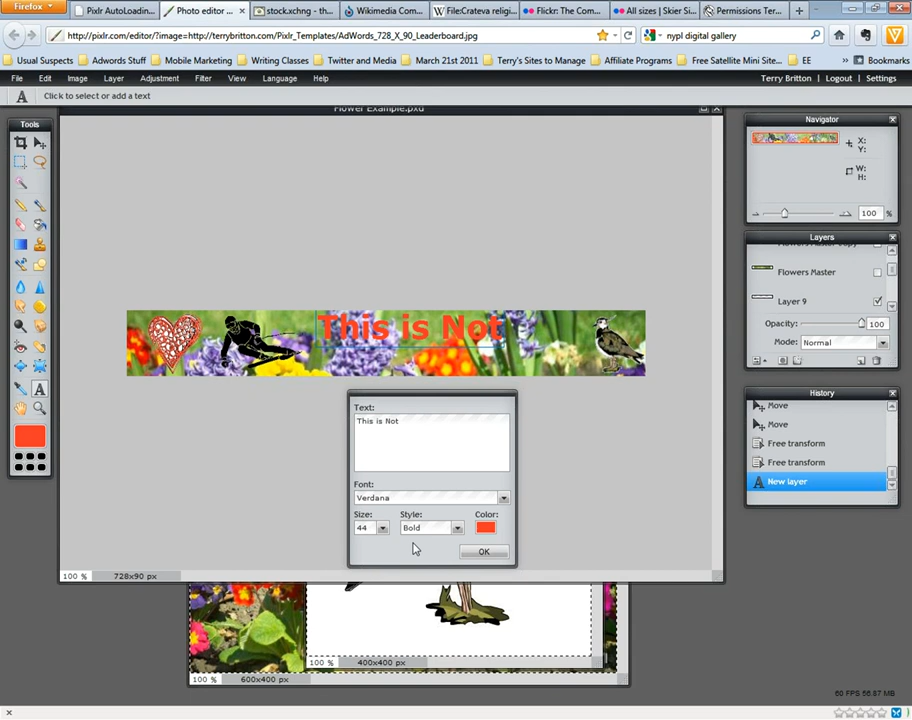 Firefox
Pixlr AutoLoadin...
Photo editor ...
stock.xchng - th...
Wikimedia Com...
File:Crateva religi...
Flickr: The Com...
All sizes | Skier Si...
Permissions Ter...
http://pixlr.com/editor/?image=http://terrybritton.com/Pixlr_Templates/AdWords_728_X_90_Leaderboard.jpg
nypl digital gallery
Usual Suspects
Adwords Stuff
Mobile Marketing
Writing Classes
Twitter and Media
March 21st 2011
Terry's Sites to Manage
Affiliate Programs
Free Satellite Mini Site...
EE
Bookmarks
File Edit Image Layer Adjustment Filter View Language Help
Terry Britton Logout Settings
A Click to select or add a text
Flower Example.pxd
Tools
Navigator
X:
Y:
W:
H:
100 %
Layers
Flowers Master copy
Flowers Master
Layer 9
Opacity: 100
Mode: Normal
History
Move
Move
Free transform
Free transform
New layer
This is Not
Text:
This is Not
Font:
Verdana
Size: Style: Color:
44 Bold
OK
100 % 728x90 px
100 % 400x400 px
100 % 600x400 px
60 FPS 56.87 MB